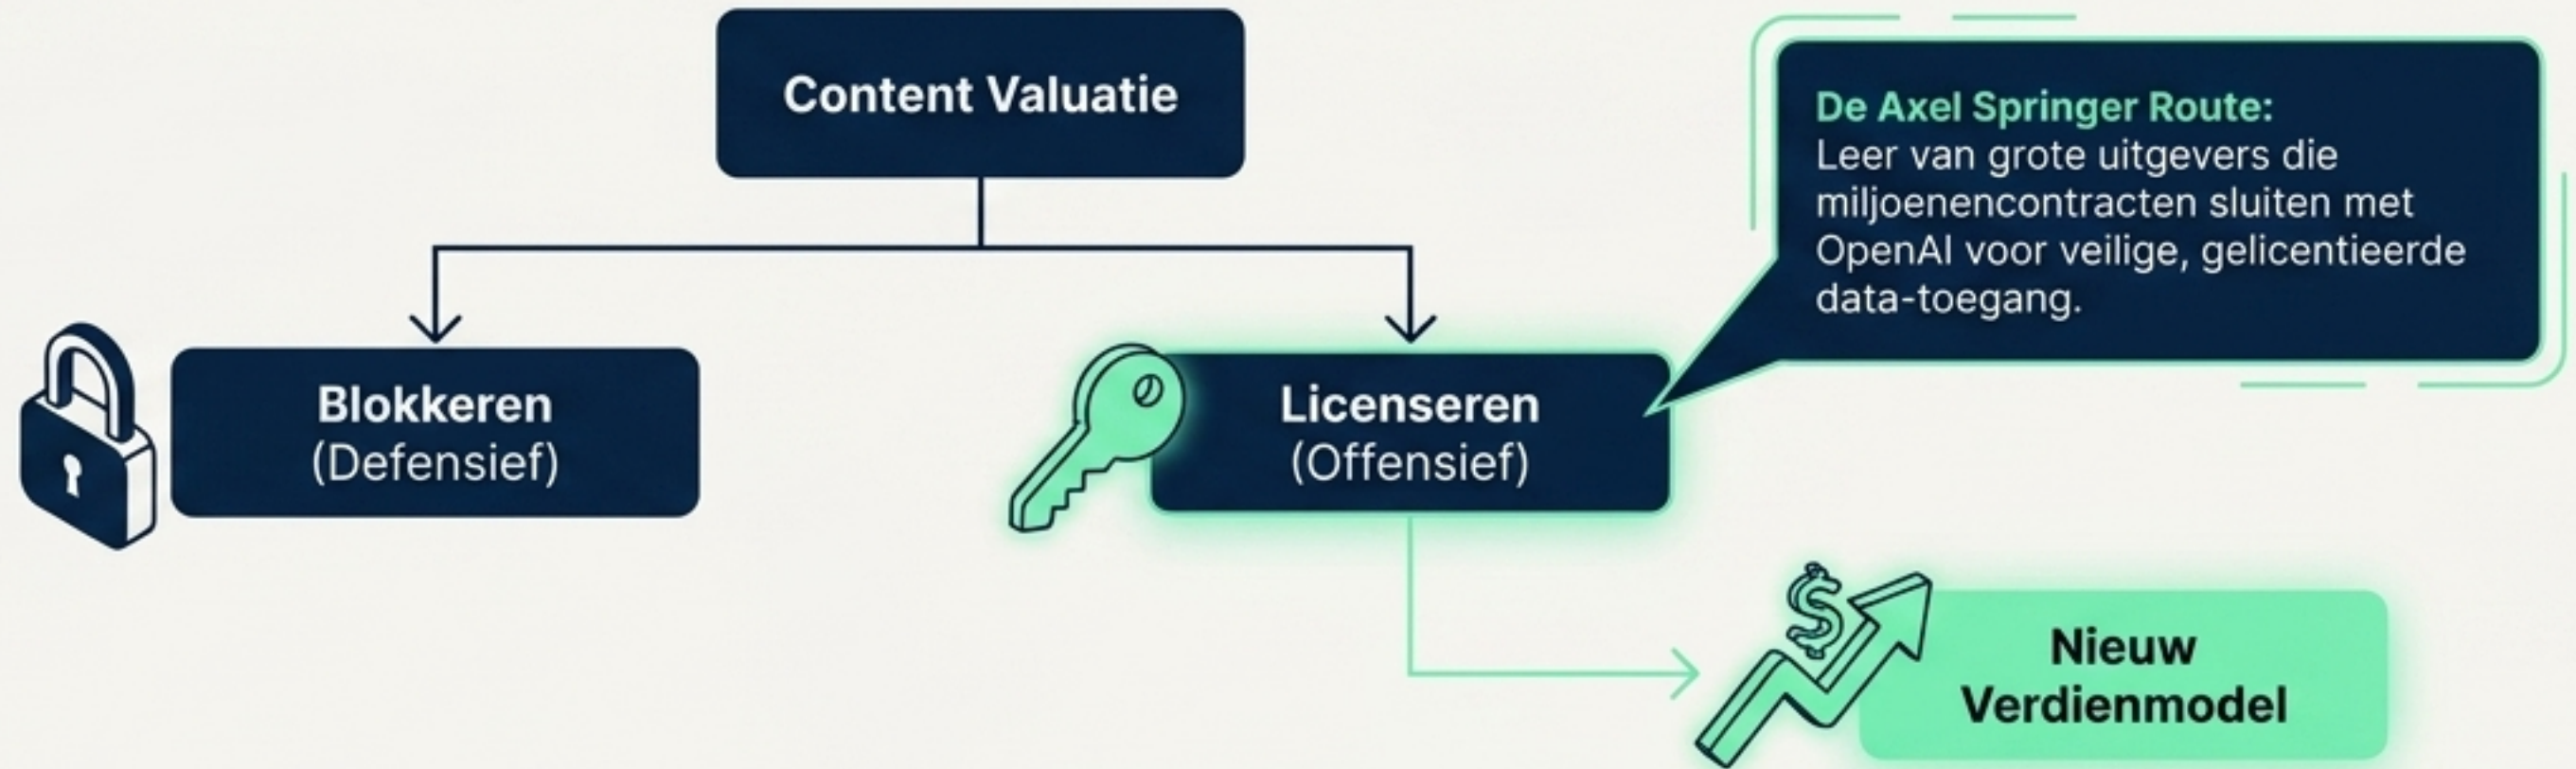 Content Valuatie
De Axel Springer Route:
Leer van grote uitgevers die
miljoenencontracten sluiten met
OpenAI voor veilige, gelicentieerde
data-toegang.
Blokkeren
(Defensief)
Licenseren
(Offensief)
$
Nieuw
Verdienmodel